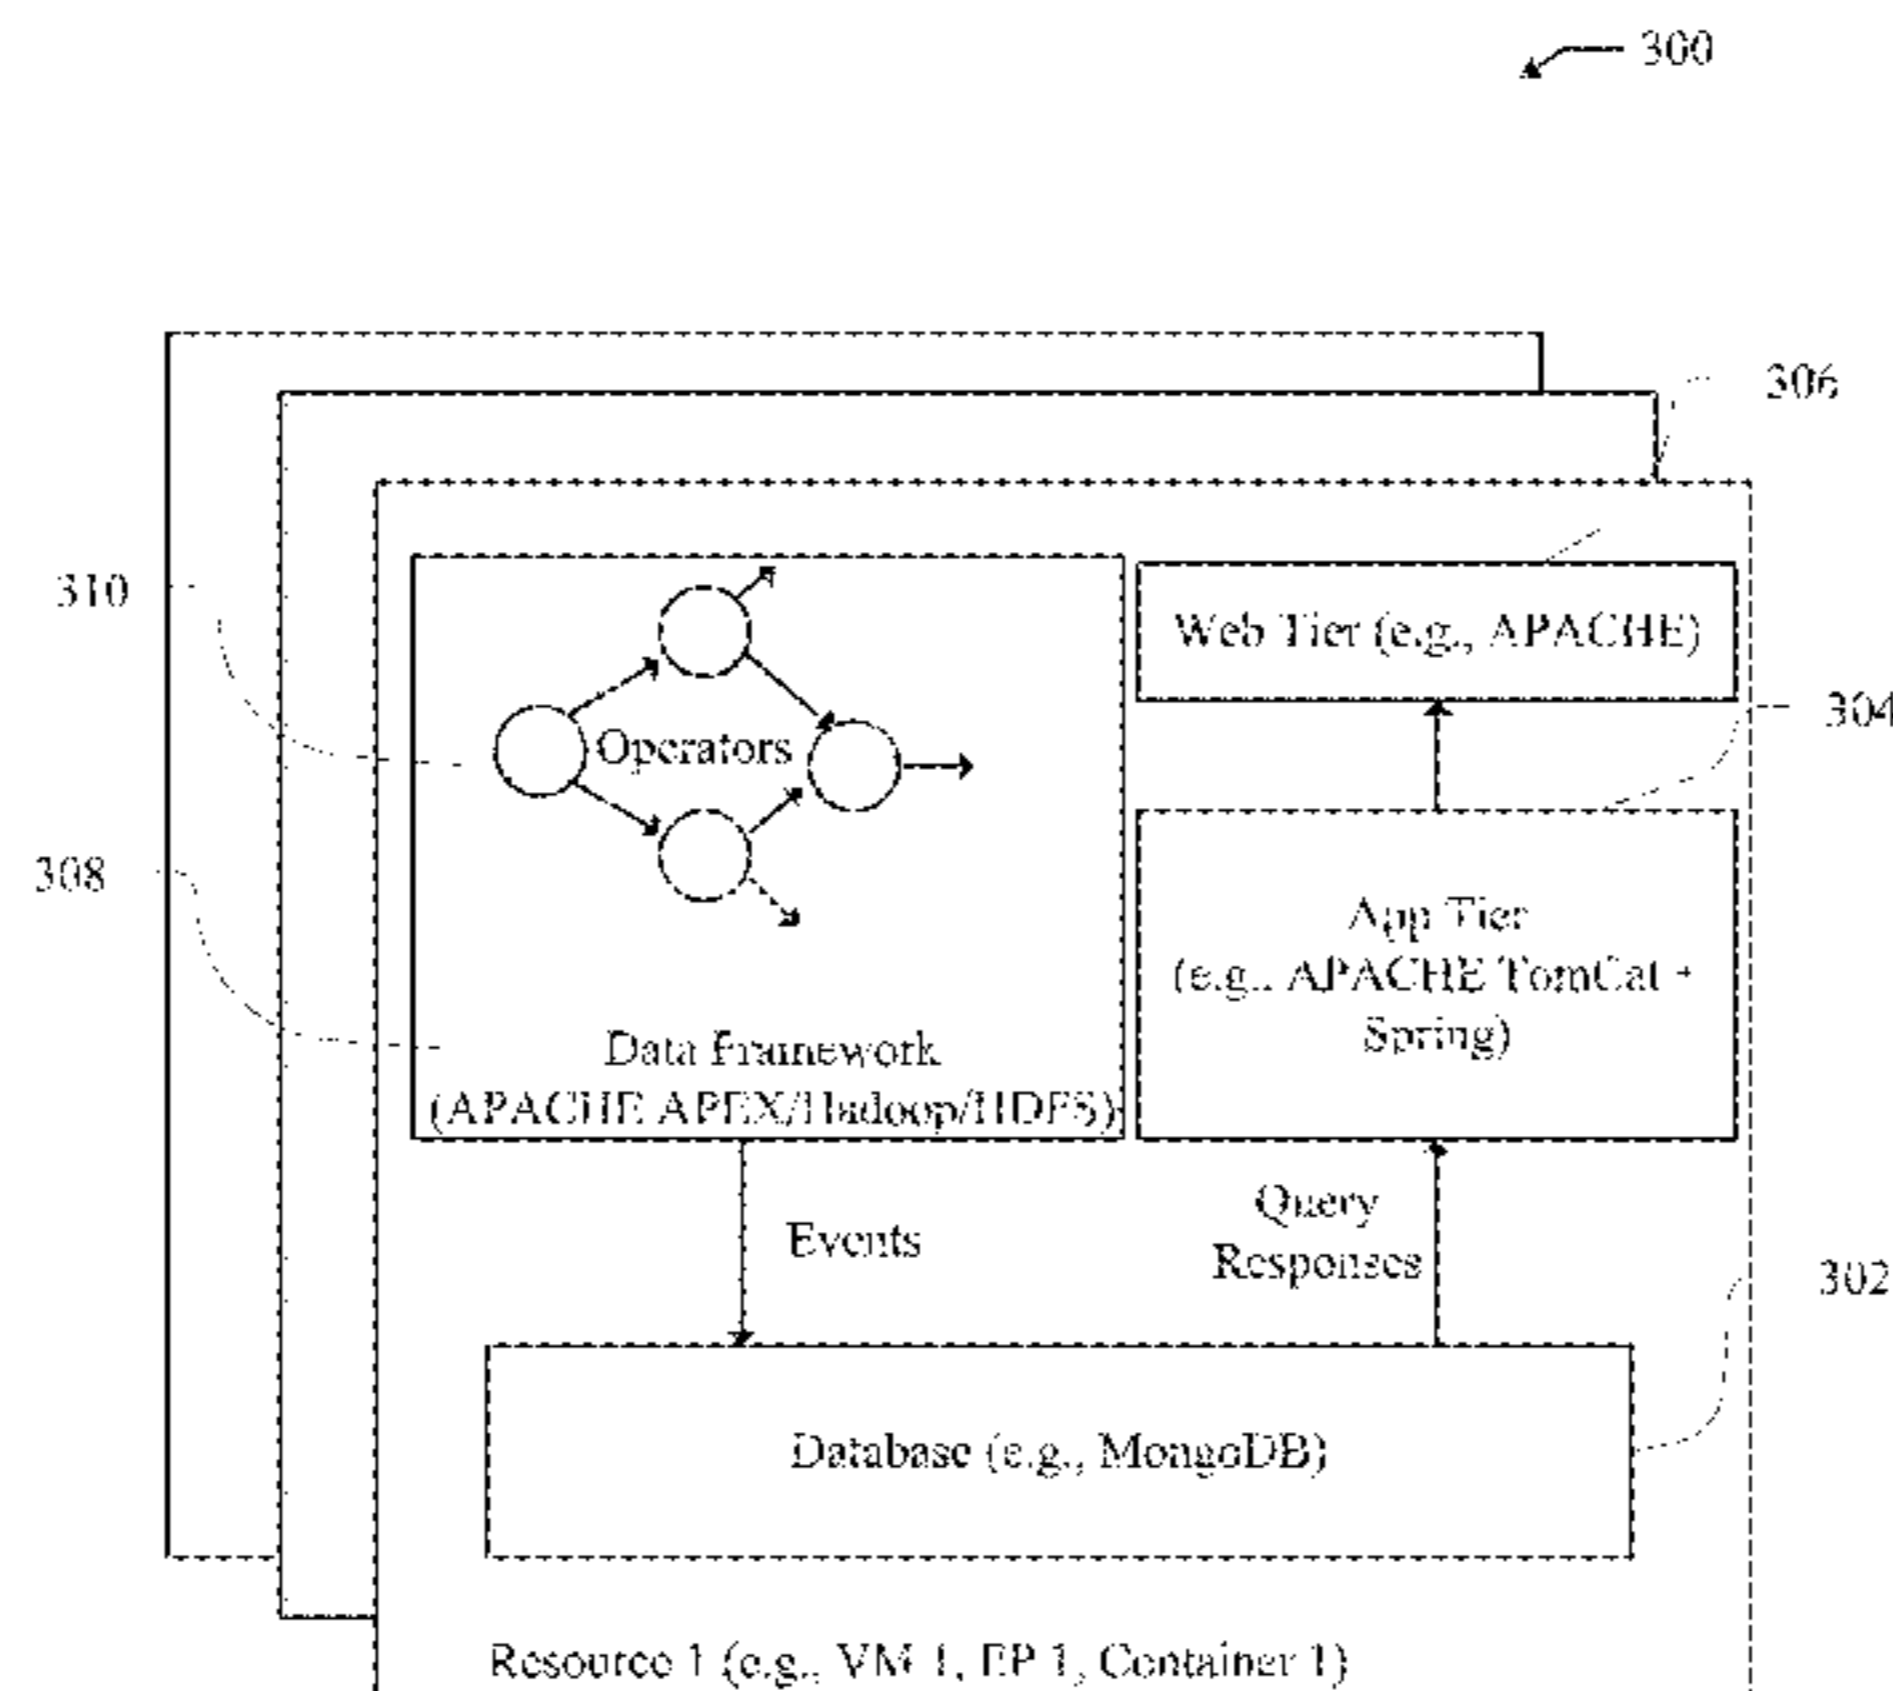 300
306
310
Web Tier (e.g., APACHE)
304
Operators
308
App Tier
(e.g., APACHE TomCat +
Spring)
Data Framework
(APACHE APEX/Hadoop/HDFS)
Events
Query
Responses
302
Database (e.g., MongoDB)
Resource 1 (e.g., VM 1, EP 1, Container 1)